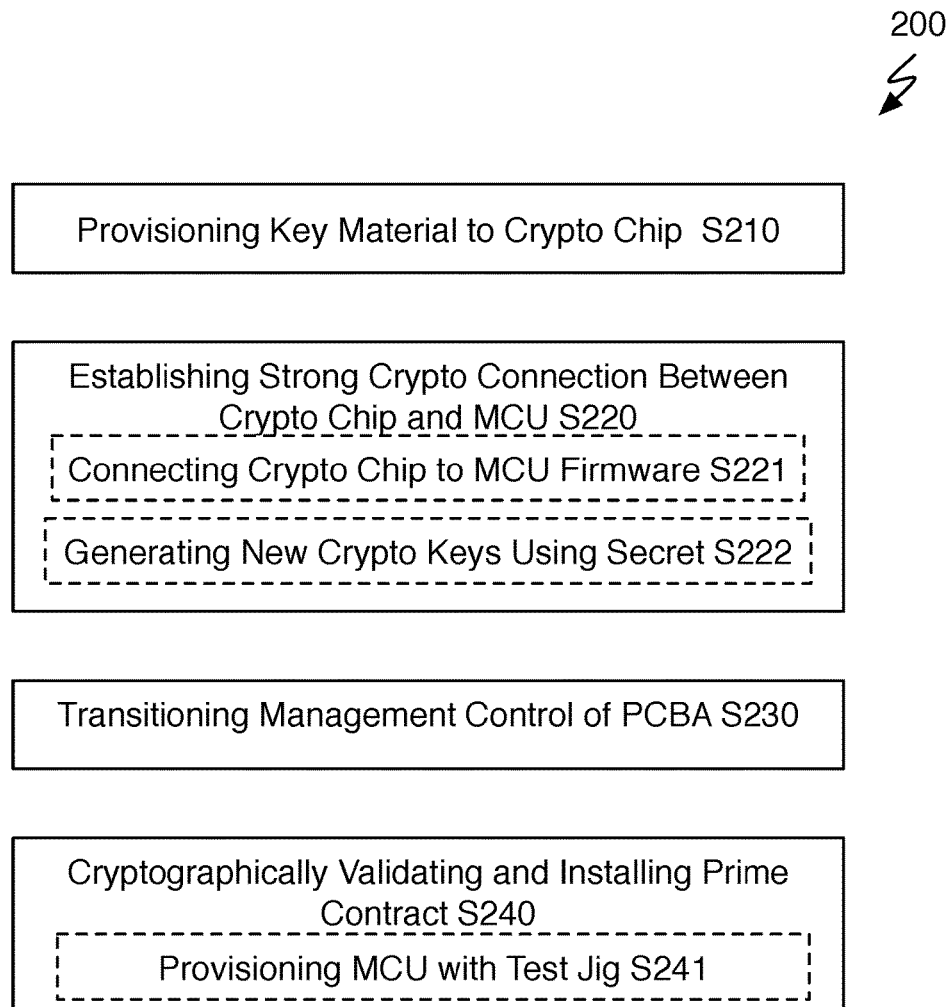 200
Provisioning Key Material to Crypto Chip S210
Establishing Strong Crypto Connection Between
Crypto Chip and MCU S220
Connecting Crypto Chip to MCU Firmware S221
Generating New Crypto Keys Using Secret S222
Transitioning Management Control of PCBA S230
Cryptographically Validating and Installing Prime
Contract S240
Provisioning MCU with Test Jig S241